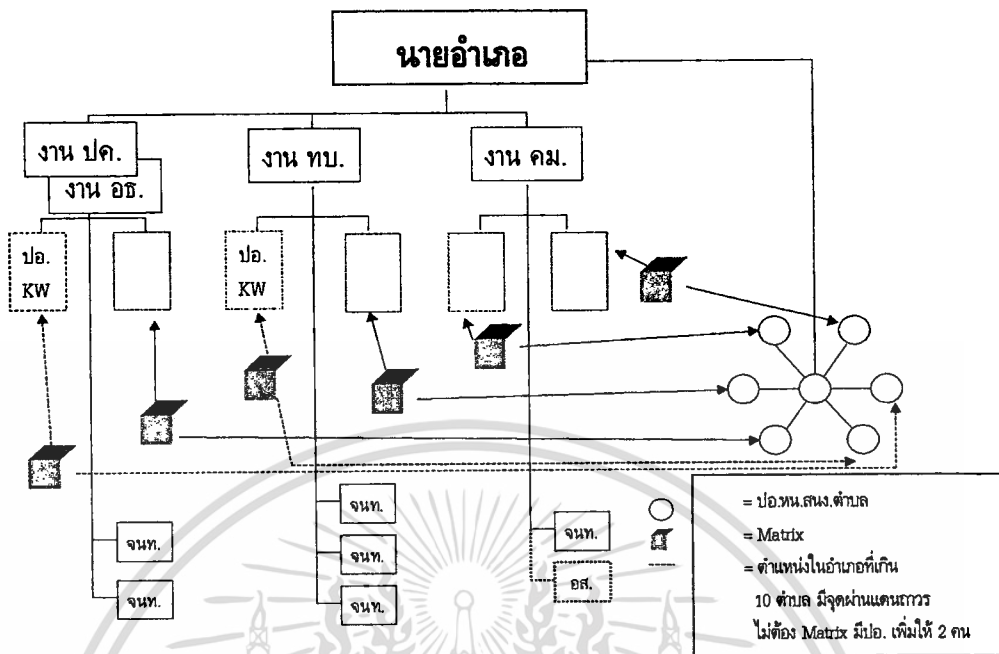 นายอำเภอ
งาน ปค.
งาน อธ.
งาน ทบ.
งาน คม.
ปอ.
KW
ปอ.
KW
จนท.
จนท.
จนท.
จนท.
จนท.
จนท.
อส.
= ปอ.หน.สนง.ตำบล
= Matrix
= ตำแหน่งในอำเภอที่เกิน
10 ตำบล มีจุดผ่านแดนถาวร
ไม่ต้อง Matrix มีปอ. เพิ่มให้ 2 คน